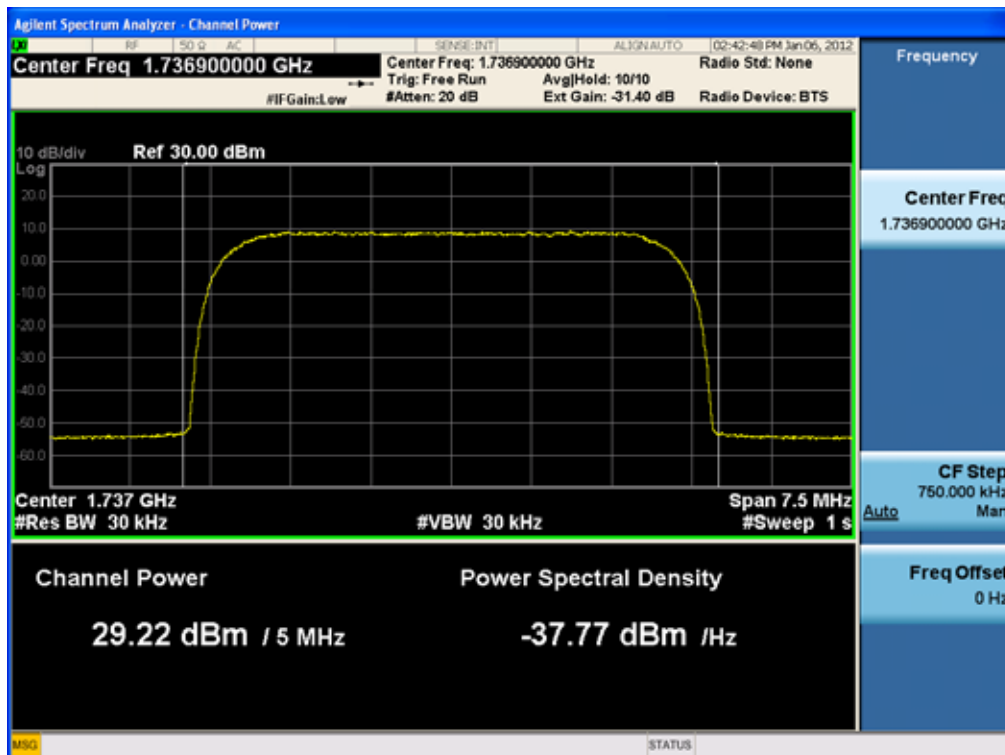 Agilent Spectrum Analyzer - Channel Power
LXI RF 50 Ω AC SENSE:INT ALIGNAUTO 02:42:48 PM Jan 06, 2012
Center Freq 1.736900000 GHz
Center Freq: 1.736900000 GHz Radio Std: None
Trig: Free Run Avg|Hold: 10/10
#IFGain:Low #Atten: 20 dB Ext Gain: -31.40 dB Radio Device: BTS
10 dB/div Ref 30.00 dBm
Log
20.0
10.0
0.00
-10.0
-20.0
-30.0
-40.0
-50.0
-60.0
Center 1.737 GHz Span 7.5 MHz
#Res BW 30 kHz #VBW 30 kHz #Sweep 1 s
Channel Power Power Spectral Density
29.22 dBm / 5 MHz -37.77 dBm /Hz
MSG STATUS
Frequency
Center Freq
1.736900000 GHz
CF Step
750.000 kHz
Auto Man
Freq Offset
0 Hz